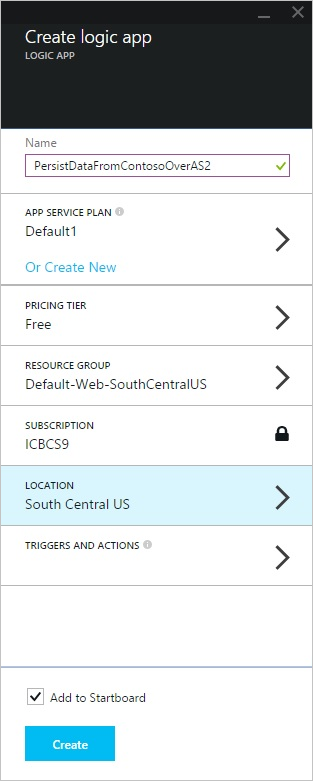 Create logic app
LOGIC APP
Name
PersistDataFromContosoOverAS2
APP SERVICE PLAN
Default1
Or Create New
PRICING TIER
Free
RESOURCE GROUP
Default-Web-SouthCentralUS
SUBSCRIPTION
ICBCS9
LOCATION
South Central US
TRIGGERS AND ACTIONS
Add to Startboard
Create